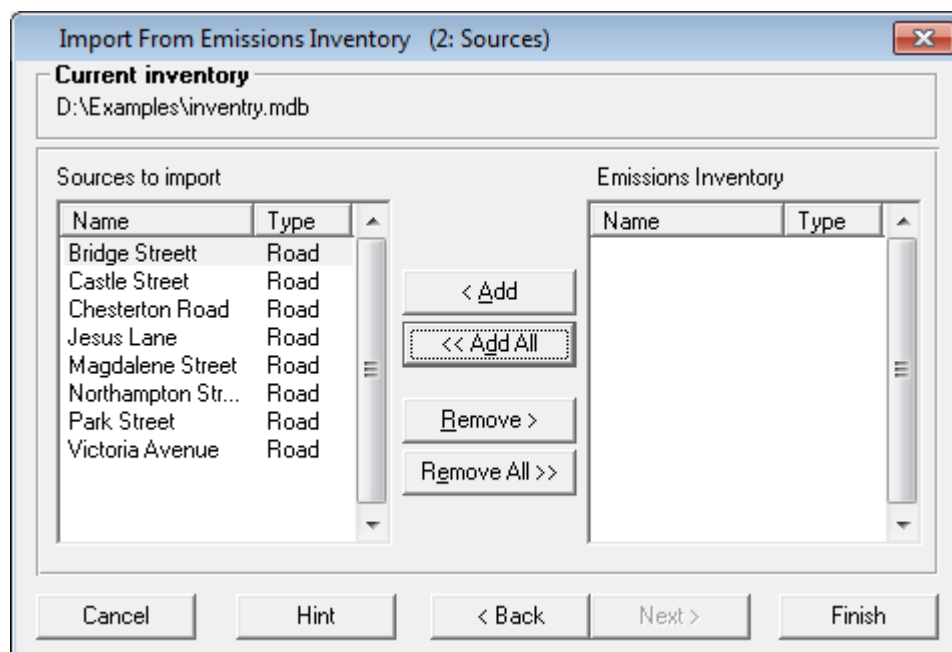 Import From Emissions Inventory (2: Sources)
Current inventory
D:\Examples\inventry.mdb
Sources to import
Emissions Inventory
Name Type
Name Type
Bridge Streett Road
Castle Street Road
Chesterton Road Road
Jesus Lane Road
Magdalene Street Road
Northampton Str... Road
Park Street Road
Victoria Avenue Road
< Add
<< Add All
Remove >
Remove All >>
Cancel
Hint
< Back
Next >
Finish